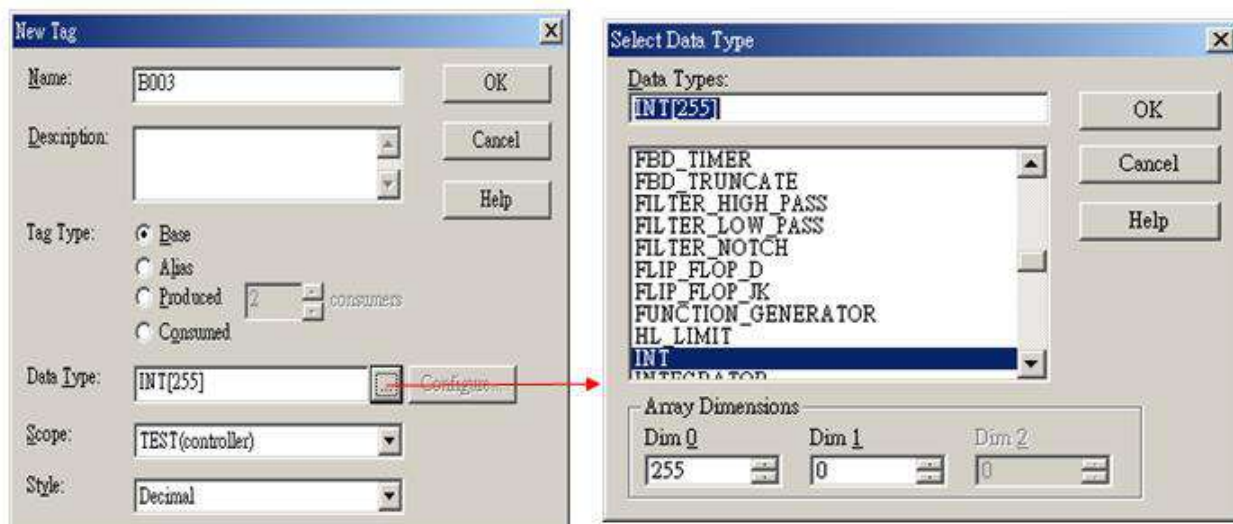 New Tag
Name:
B003
OK
Description:
Cancel
Help
Tag Type:
Base
Alias
Produced
2
consumers
Consumed
Data Type:
INT[255]
...
Configure...
Scope:
TEST(controller)
Style:
Decimal
Select Data Type
Data Types:
INT[255]
OK
FBD_TIMER
FBD_TRUNCATE
FILTER_HIGH_PASS
FILTER_LOW_PASS
FILTER_NOTCH
FLIP_FLOP_D
FLIP_FLOP_JK
FUNCTION_GENERATOR
HL_LIMIT
INT
INTEGRATOR
Cancel
Help
Array Dimensions
Dim 0
Dim 1
Dim 2
255
0
0